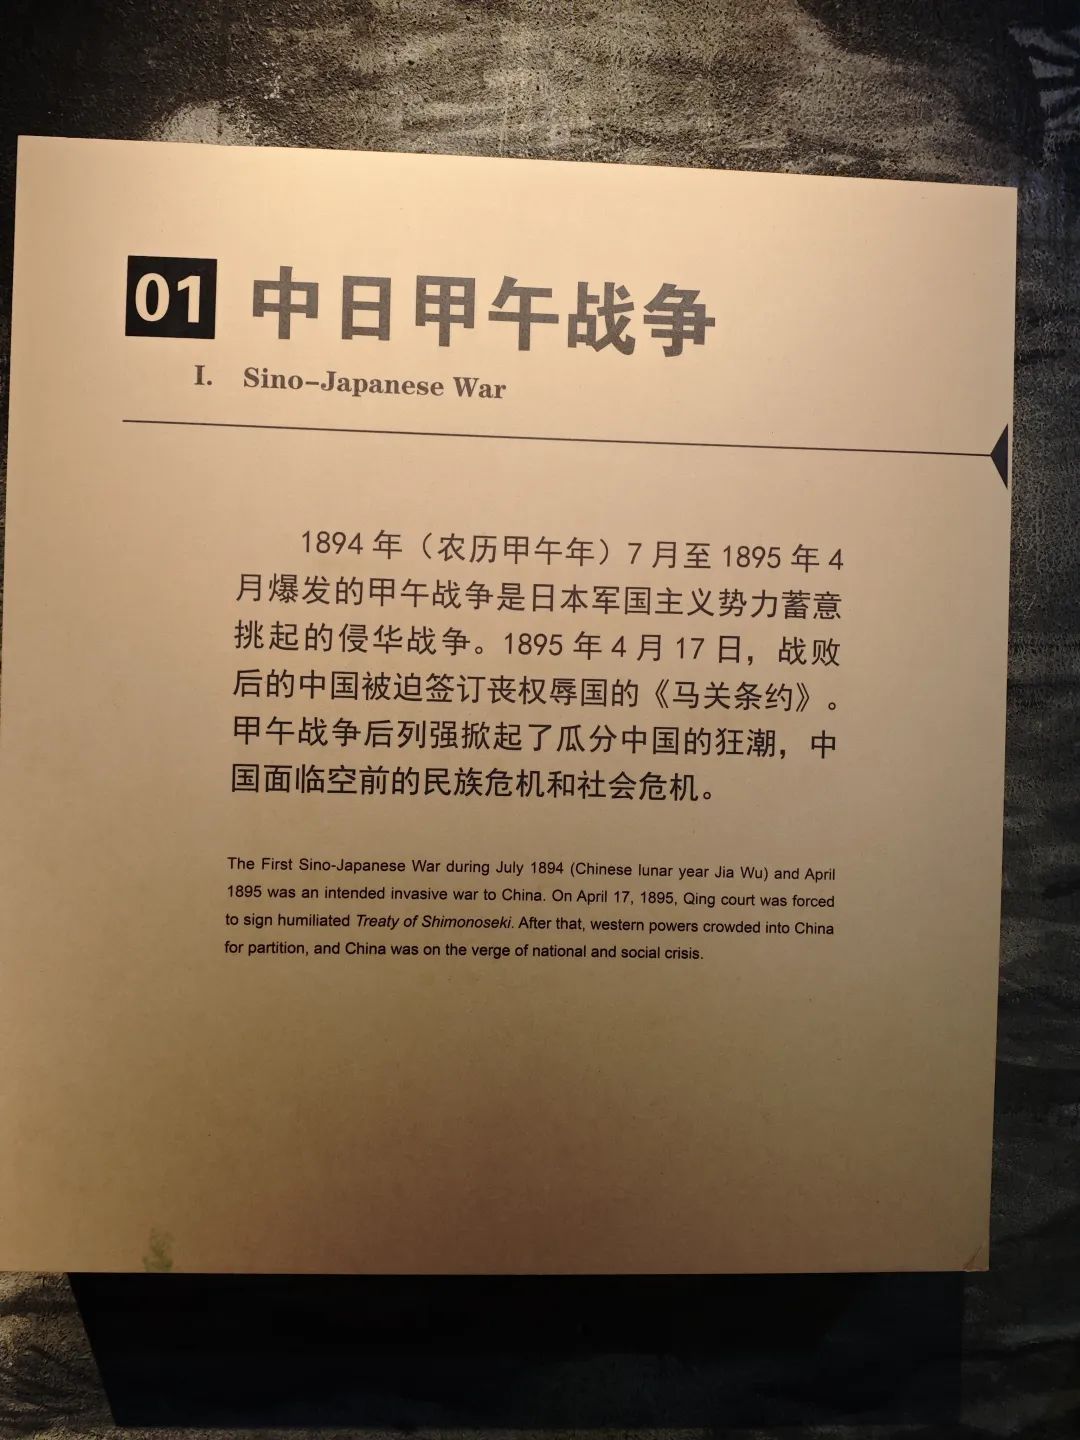 01 中日甲午战争
I. Sino-Japanese War
1894 年（农历甲午年）7 月至 1895 年 4
月爆发的甲午战争是日本军国主义势力蓄意
挑起的侵华战争。1895 年 4 月 17 日，战败
后的中国被迫签订丧权辱国的《马关条约》。
甲午战争后列强掀起了瓜分中国的狂潮，中
国面临空前的民族危机和社会危机。
The First Sino-Japanese War during July 1894 (Chinese lunar year Jia Wu) and April
1895 was an intended invasive war to China. On April 17, 1895, Qing court was forced
to sign humiliated Treaty of Shimonoseki. After that, western powers crowded into China
for partition, and China was on the verge of national and social crisis.